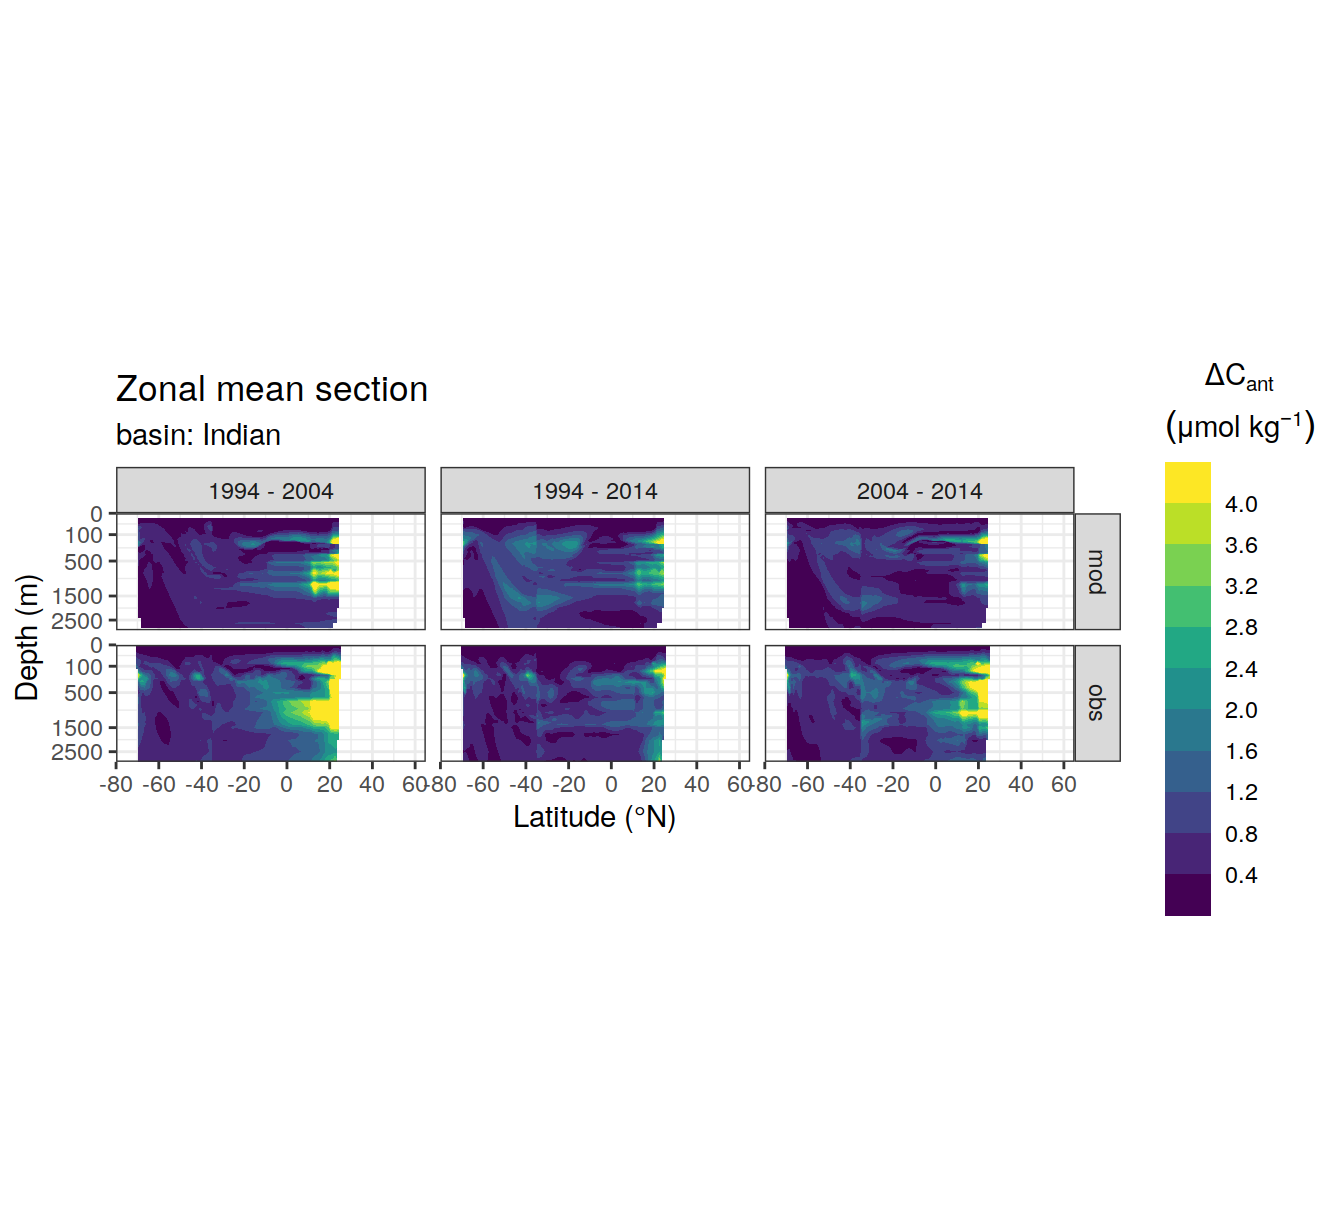 Zonal mean section
basin: Indian
ΔCant
(μmol kg−1)
1994 - 2004
1994 - 2014
2004 - 2014
0
100
500
1500
2500
mod
0
100
500
1500
2500
obs
-80 -60 -40 -20 0 20 40 60
-80 -60 -40 -20 0 20 40 60
-80 -60 -40 -20 0 20 40 60
Latitude (°N)
Depth (m)
4.0
3.6
3.2
2.8
2.4
2.0
1.6
1.2
0.8
0.4